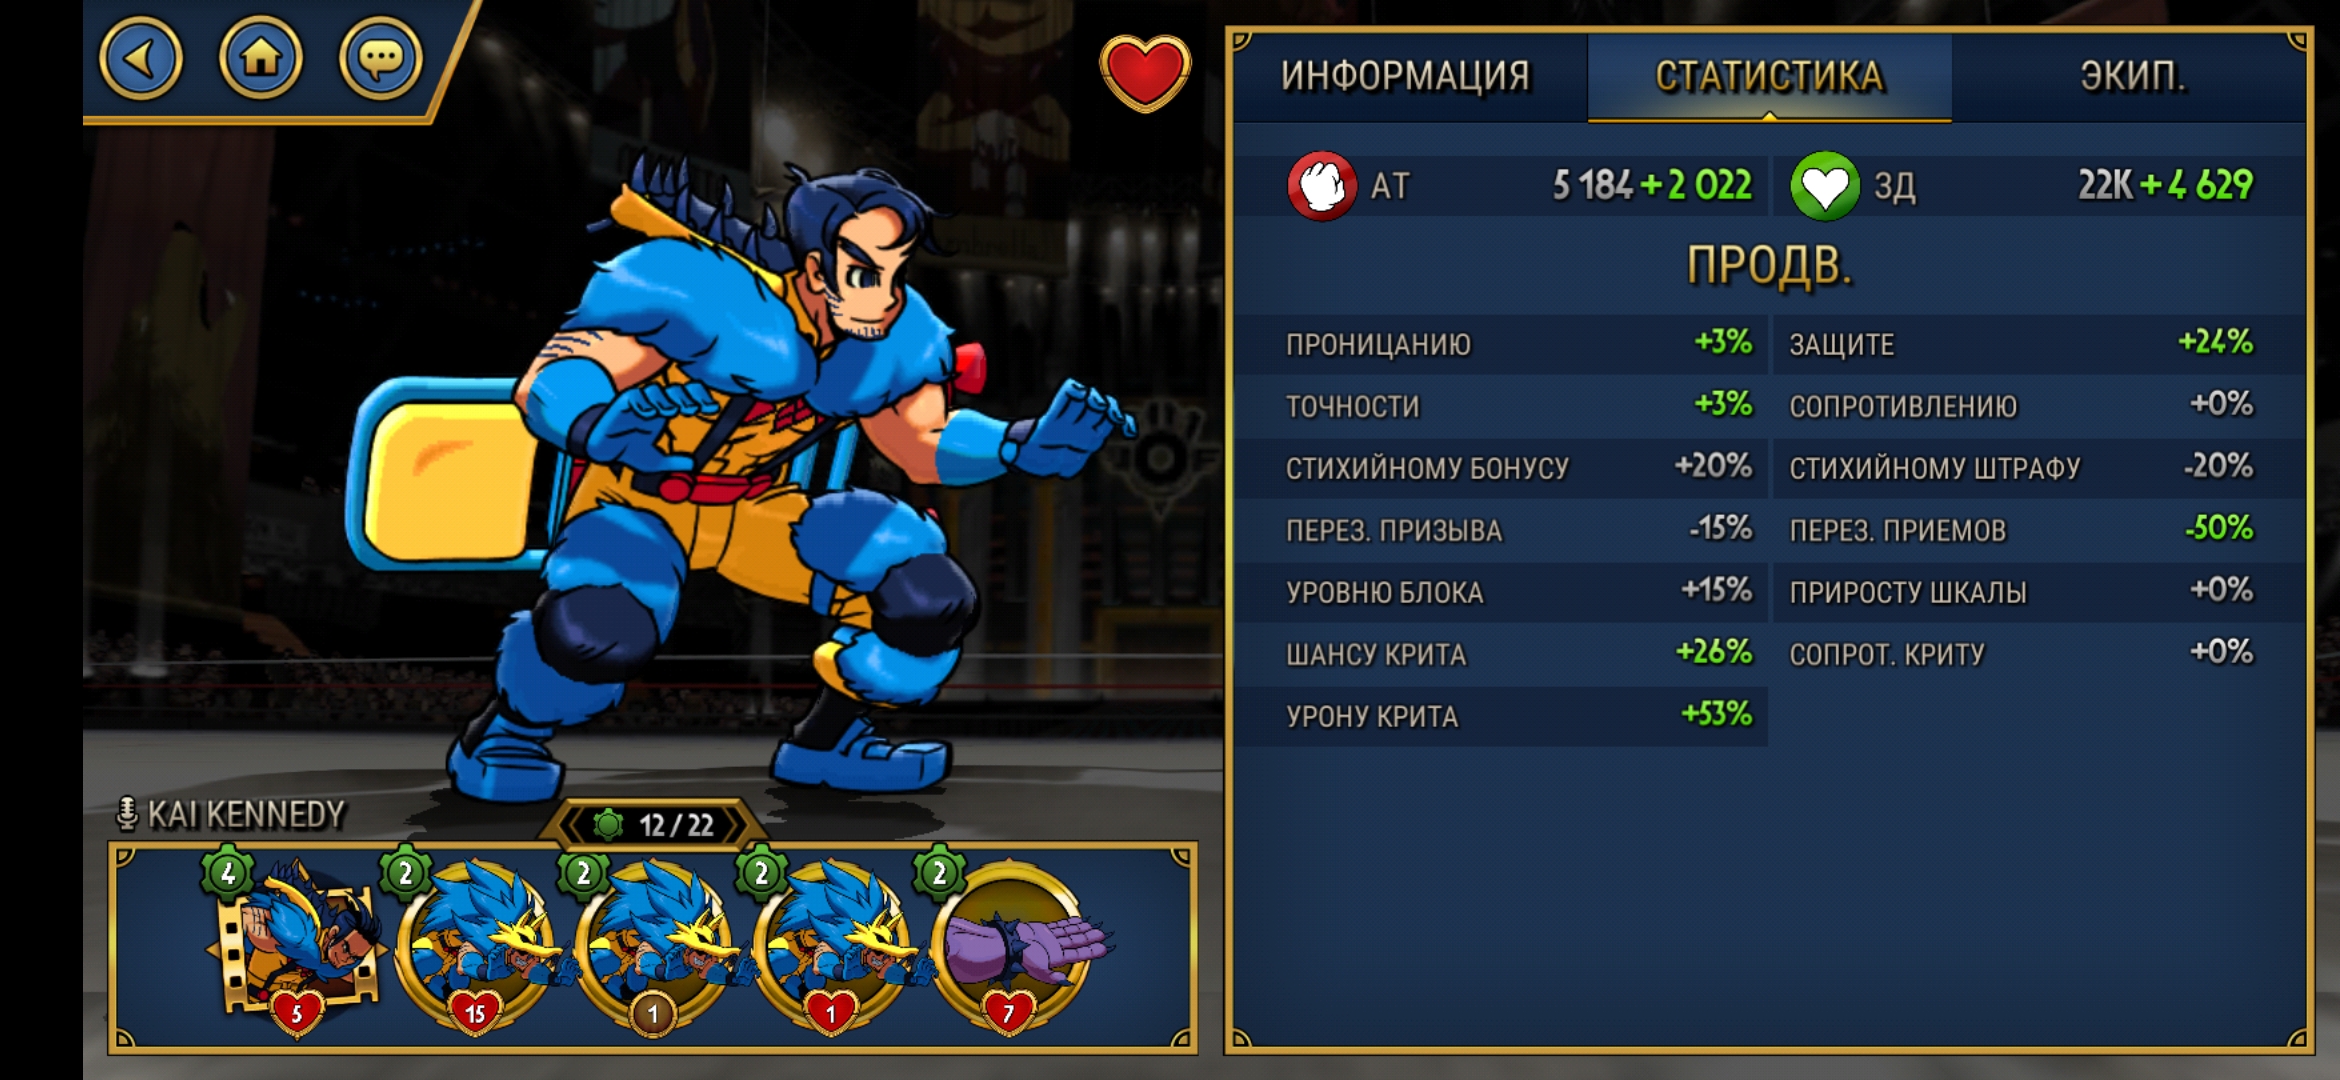 ИНФОРМАЦИЯ
СТАТИСТИКА
ЭКИП.
АТ 5 184 +2 022
ЗД 22K +4 629
ПРОДВ.
ПРОНИЦАНИЮ +3%
ЗАЩИТЕ +24%
ТОЧНОСТИ +3%
СОПРОТИВЛЕНИЮ +0%
СТИХИЙНОМУ БОНУСУ +20%
СТИХИЙНОМУ ШТРАФУ -20%
ПЕРЕЗ. ПРИЗЫВА -15%
ПЕРЕЗ. ПРИЕМОВ -50%
УРОВНЮ БЛОКА +15%
ПРИРОСТУ ШКАЛЫ +0%
ШАНСУ КРИТА +26%
СОПРОТ. КРИТУ +0%
УРОНУ КРИТА +53%
KAI KENNEDY
12 / 22
4 2 2 2 2
5 15 1 1 7